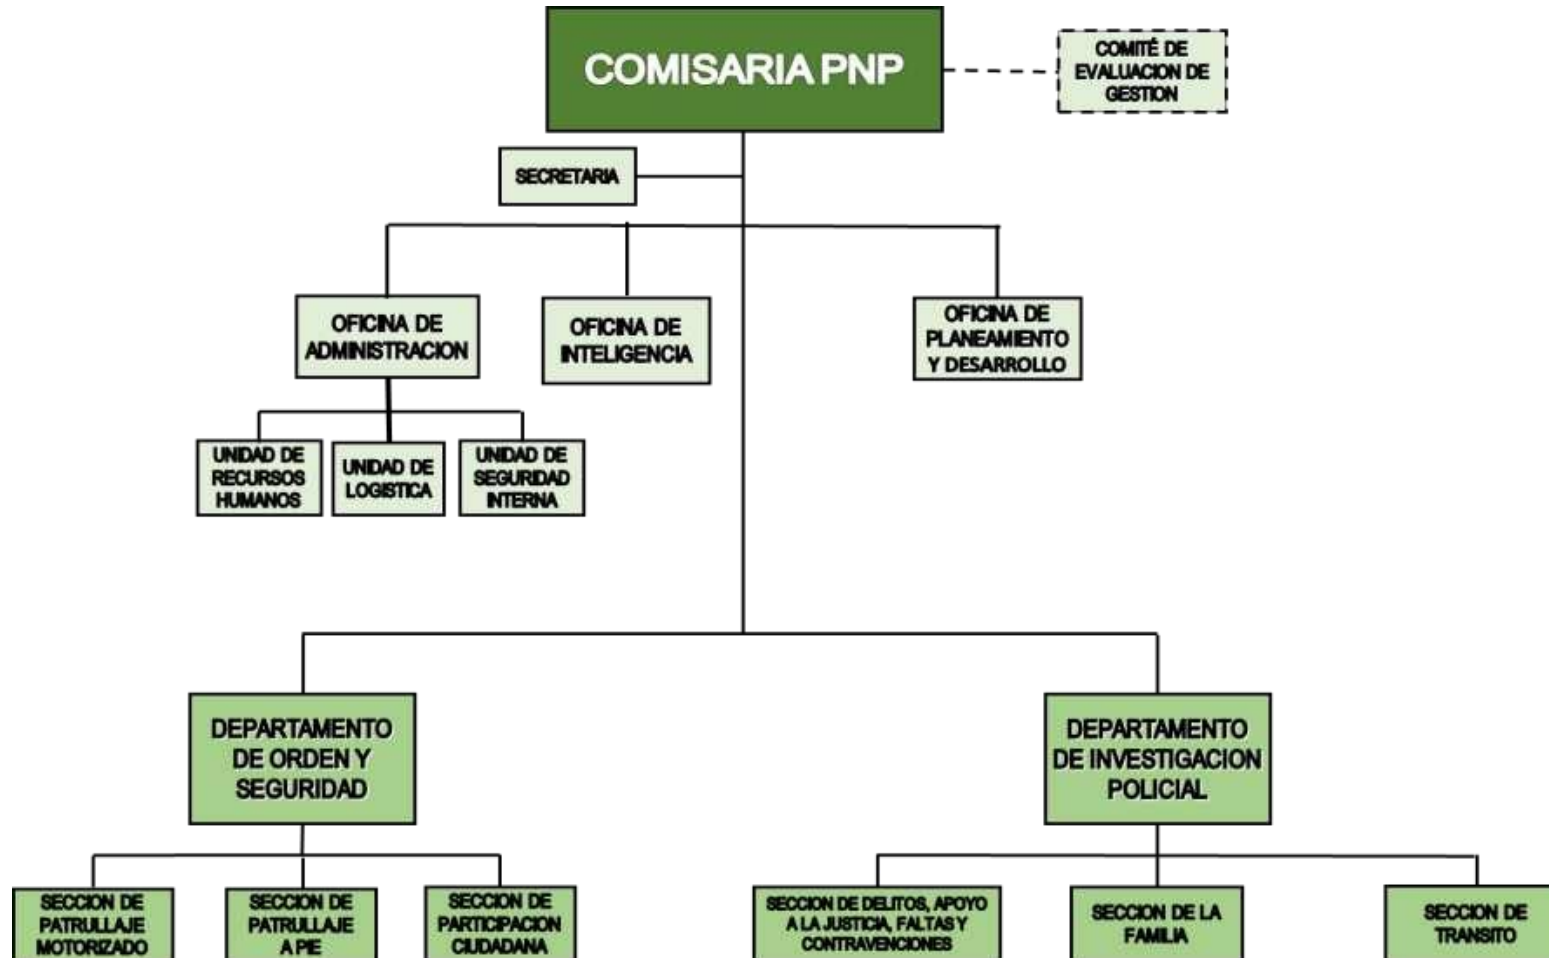 COMISARIA PNP
COMITÉ DE
EVALUACION DE
GESTION
SECRETARIA
OFICINA DE
ADMINISTRACION
OFICINA DE
INTELIGENCIA
OFICINA DE
PLANEAMIENTO
Y DESARROLLO
UNIDAD DE
RECURSOS
HUMANOS
UNIDAD DE
LOGISTICA
UNIDAD DE
SEGURIDAD
INTERNA
DEPARTAMENTO
DE ORDEN Y
SEGURIDAD
DEPARTAMENTO
DE INVESTIGACION
POLICIAL
SECCION DE
PATRULLAJE
MOTORIZADO
SECCION DE
PATRULLAJE
A PIE
SECCION DE
PARTICIPACION
CIUDADANA
SECCION DE DELITOS, APOYO
A LA JUSTICIA, FALTAS Y
CONTRAVENCIONES
SECCION DE LA
FAMILIA
SECCION DE
TRANSITO